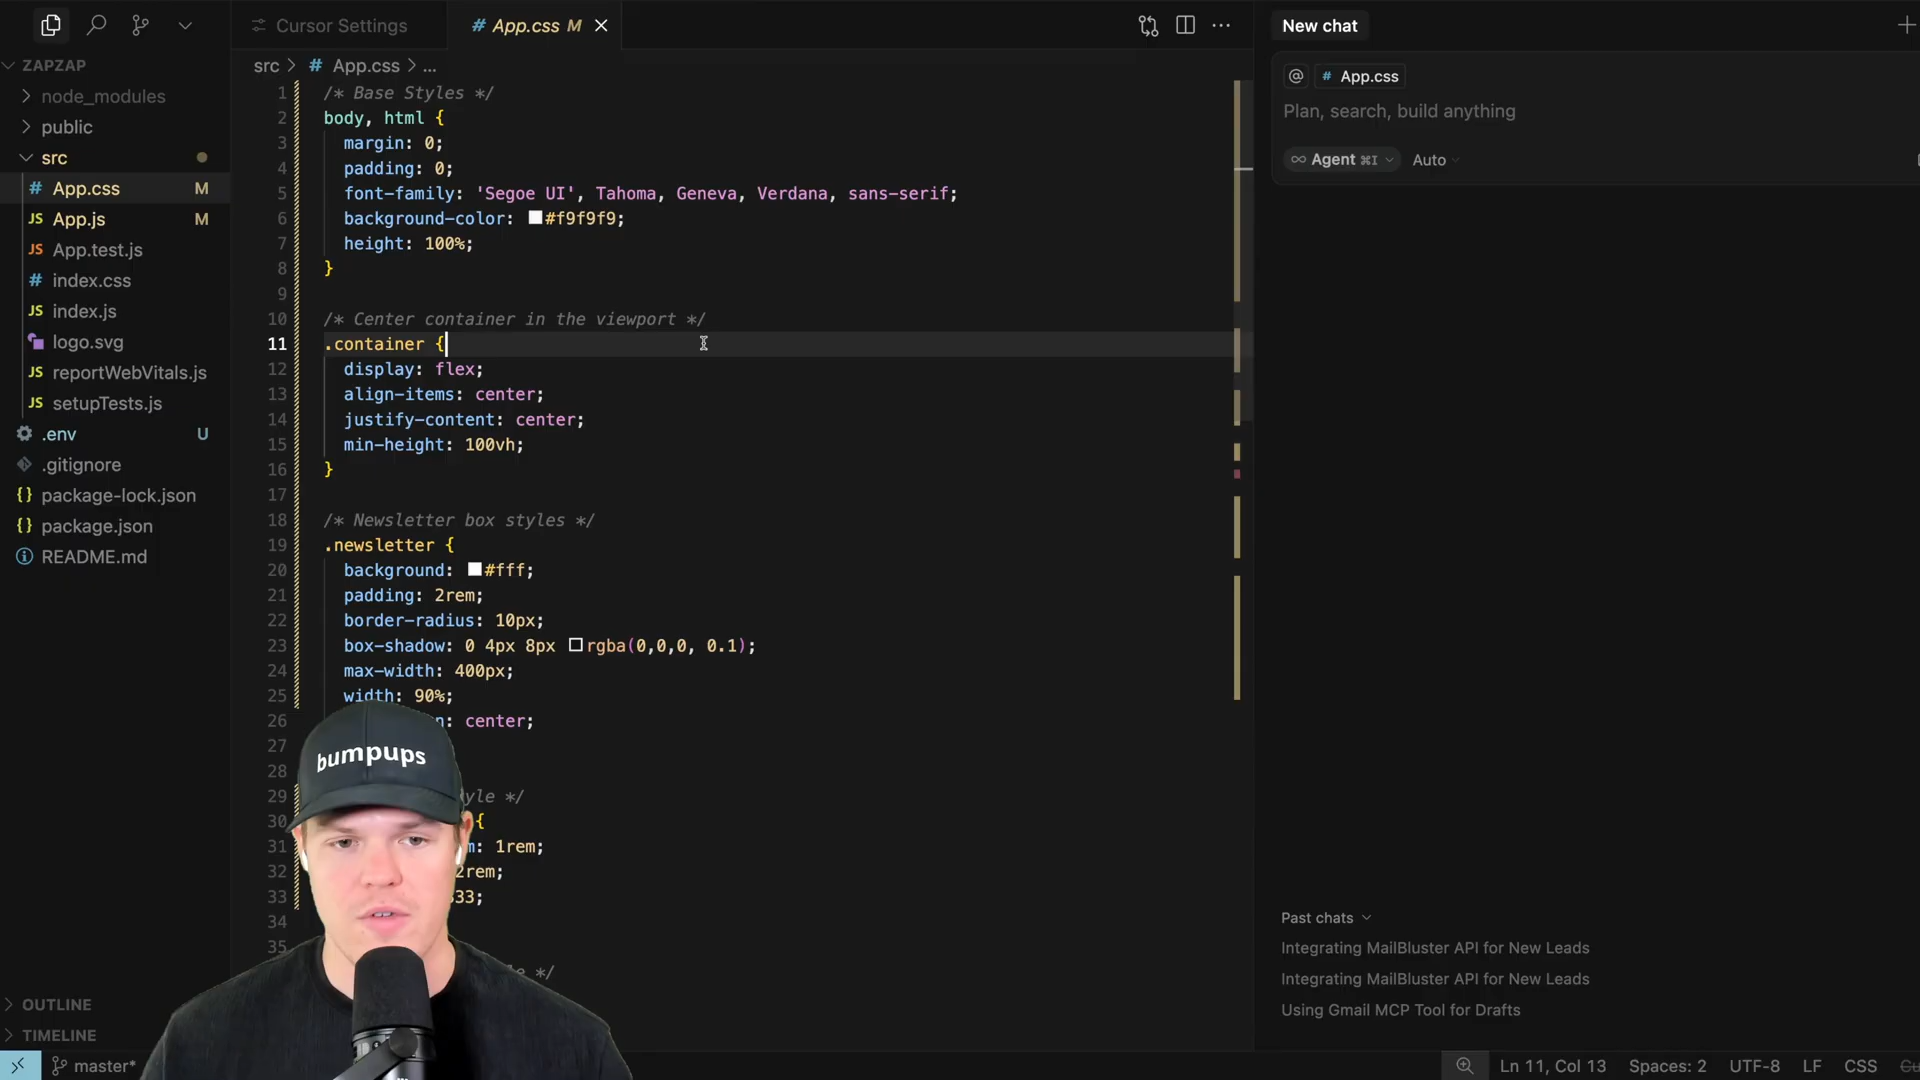 Cursor Settings
# App.css M
New chat
ZAPZAP
node_modules
public
src
# App.css M
JS App.js M
JS App.test.js
# index.css
JS index.js
logo.svg
JS reportWebVitals.js
JS setupTests.js
.env U
.gitignore
{} package-lock.json
{} package.json
README.md
OUTLINE
TIMELINE
src > # App.css > ...
1 /* Base Styles */
2 body, html {
3 margin: 0;
4 padding: 0;
5 font-family: 'Segoe UI', Tahoma, Geneva, Verdana, sans-serif;
6 background-color: #f9f9f9;
7 height: 100%;
8 }
9
10 /* Center container in the viewport */
11 .container {
12 display: flex;
13 align-items: center;
14 justify-content: center;
15 min-height: 100vh;
16 }
17
18 /* Newsletter box styles */
19 .newsletter {
20 background: #fff;
21 padding: 2rem;
22 border-radius: 10px;
23 box-shadow: 0 4px 8px rgba(0,0,0, 0.1);
24 max-width: 400px;
25 width: 90%;
26 n: center;
27
28
29 yle */
30 {
31 m: 1rem;
32 2rem;
33 33;
34
35
le */
bumpups
@ # App.css
Plan, search, build anything
∞ Agent ⌘I Auto
Past chats
Integrating MailBluster API for New Leads
Integrating MailBluster API for New Leads
Using Gmail MCP Tool for Drafts
master*
Ln 11, Col 13 Spaces: 2 UTF-8 LF CSS Cu